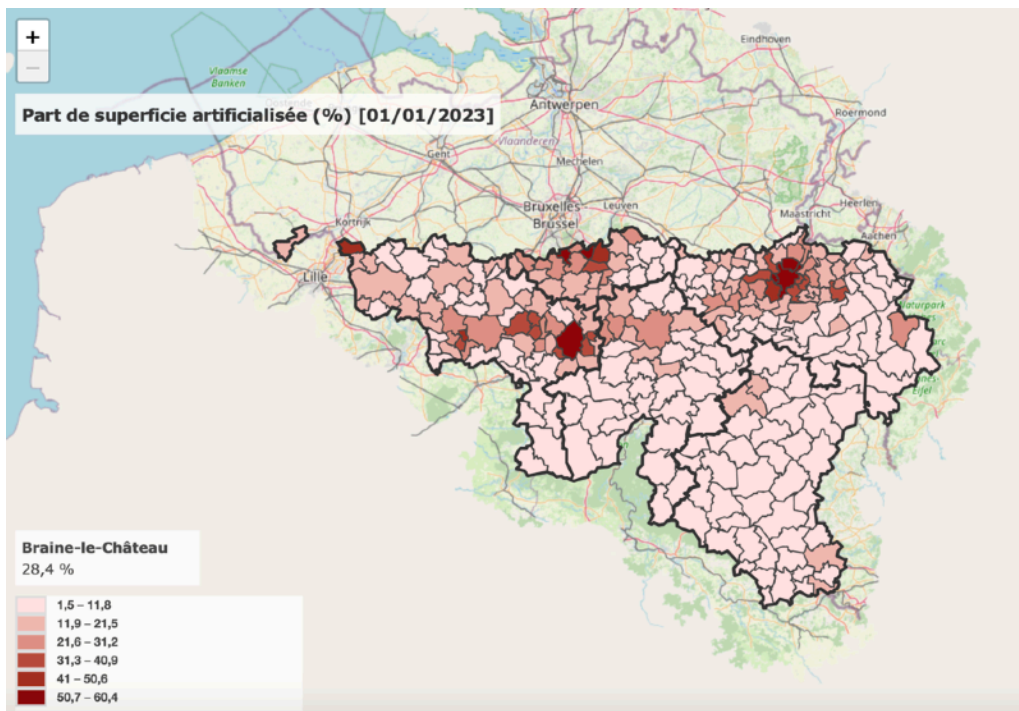 +
−
Part de superficie artificialisée (%) [01/01/2023]
Vlaamse
Banken
Eindhoven
Antwerpen
Roermond
Vlaanderen
Gent
Mechelen
Bruxelles-
Brussel
Leuven
Maastricht
Heerlen
Aachen
Kortrijk
Lille
Naturpark
Eifel
Braine-le-Château
28,4 %
1,5 – 11,8
11,9 – 21,5
21,6 – 31,2
31,3 – 40,9
41 – 50,6
50,7 – 60,4